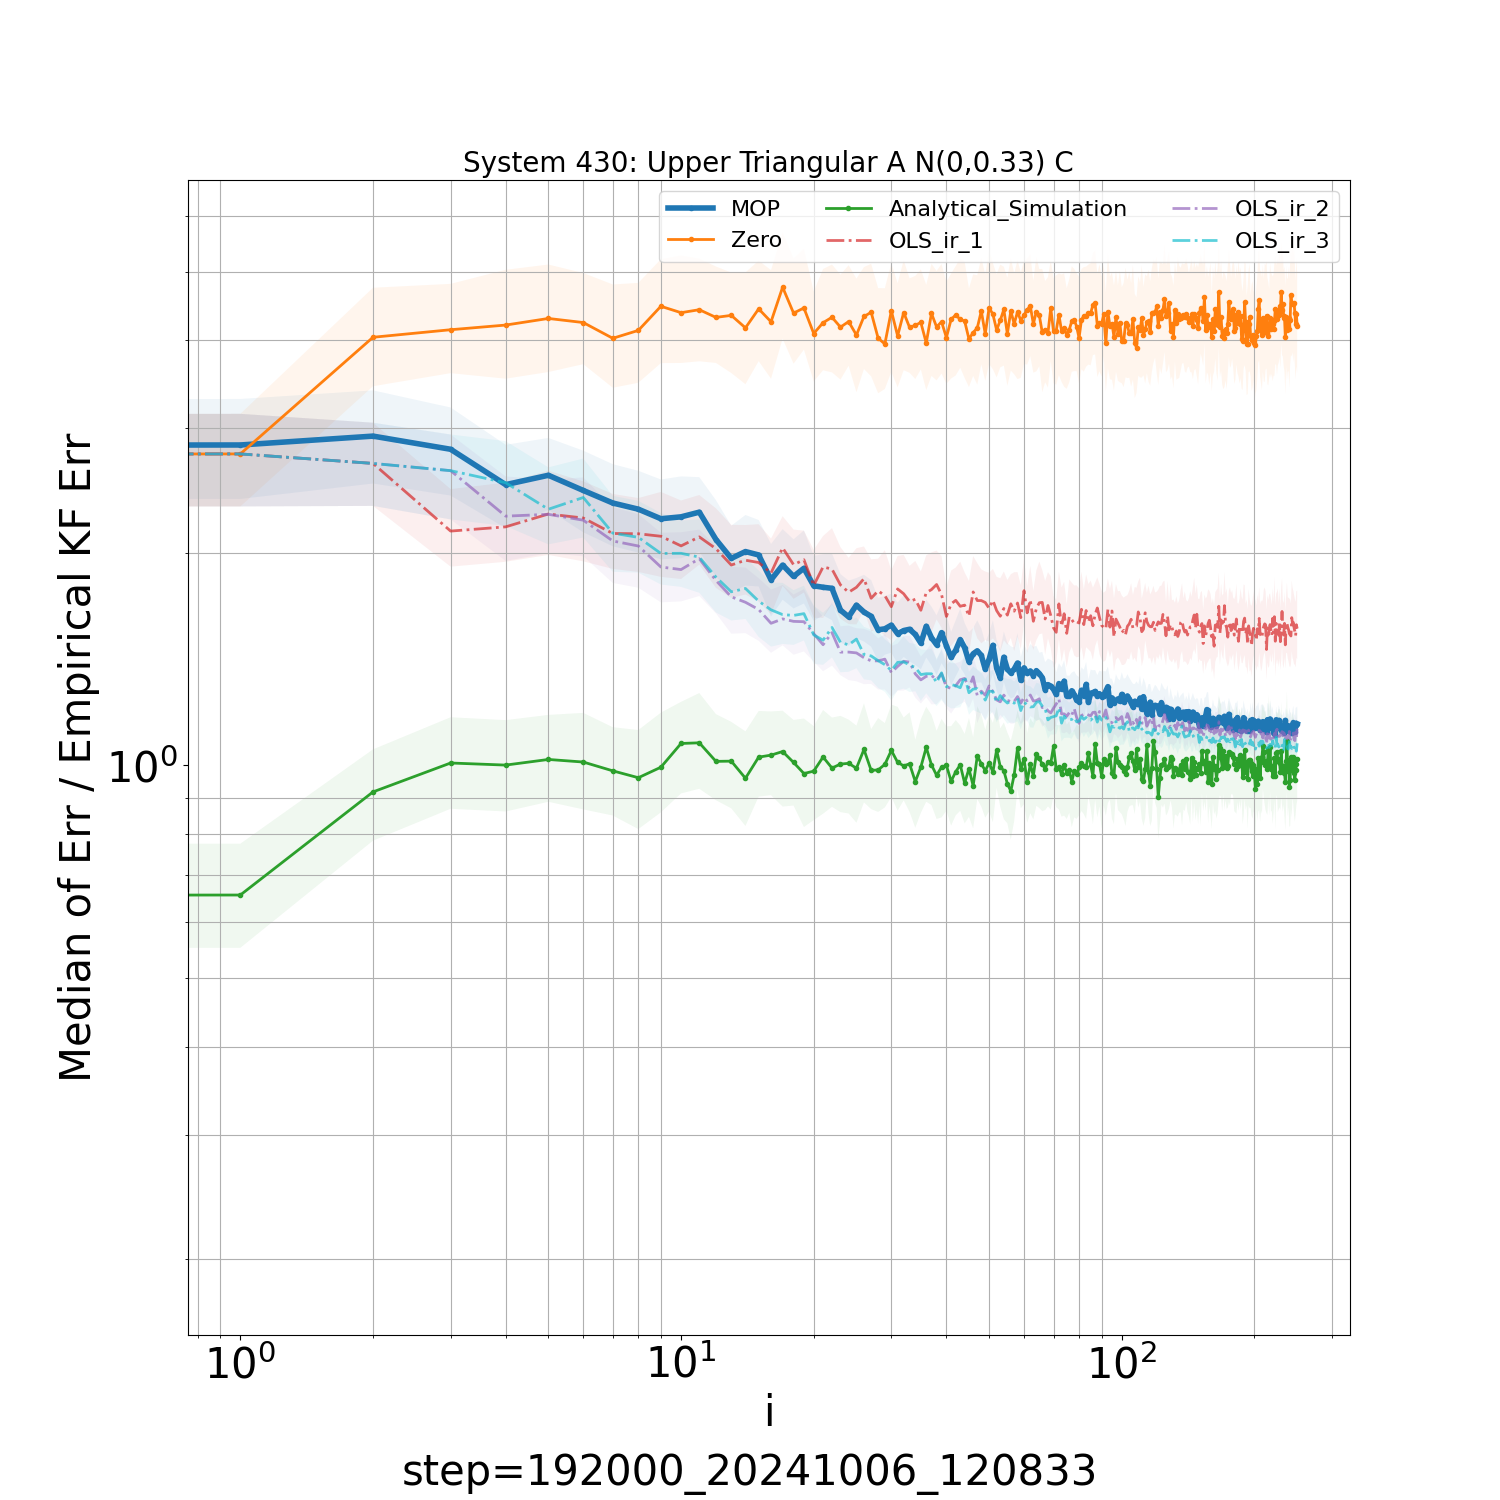 System 430: Upper Triangular A N(0,0.33) C
MOP
Zero
Analytical_Simulation
OLS_ir_1
OLS_ir_2
OLS_ir_3
Median of Err / Empirical KF Err
10⁰
10⁰
10¹
10²
i
step=192000_20241006_120833